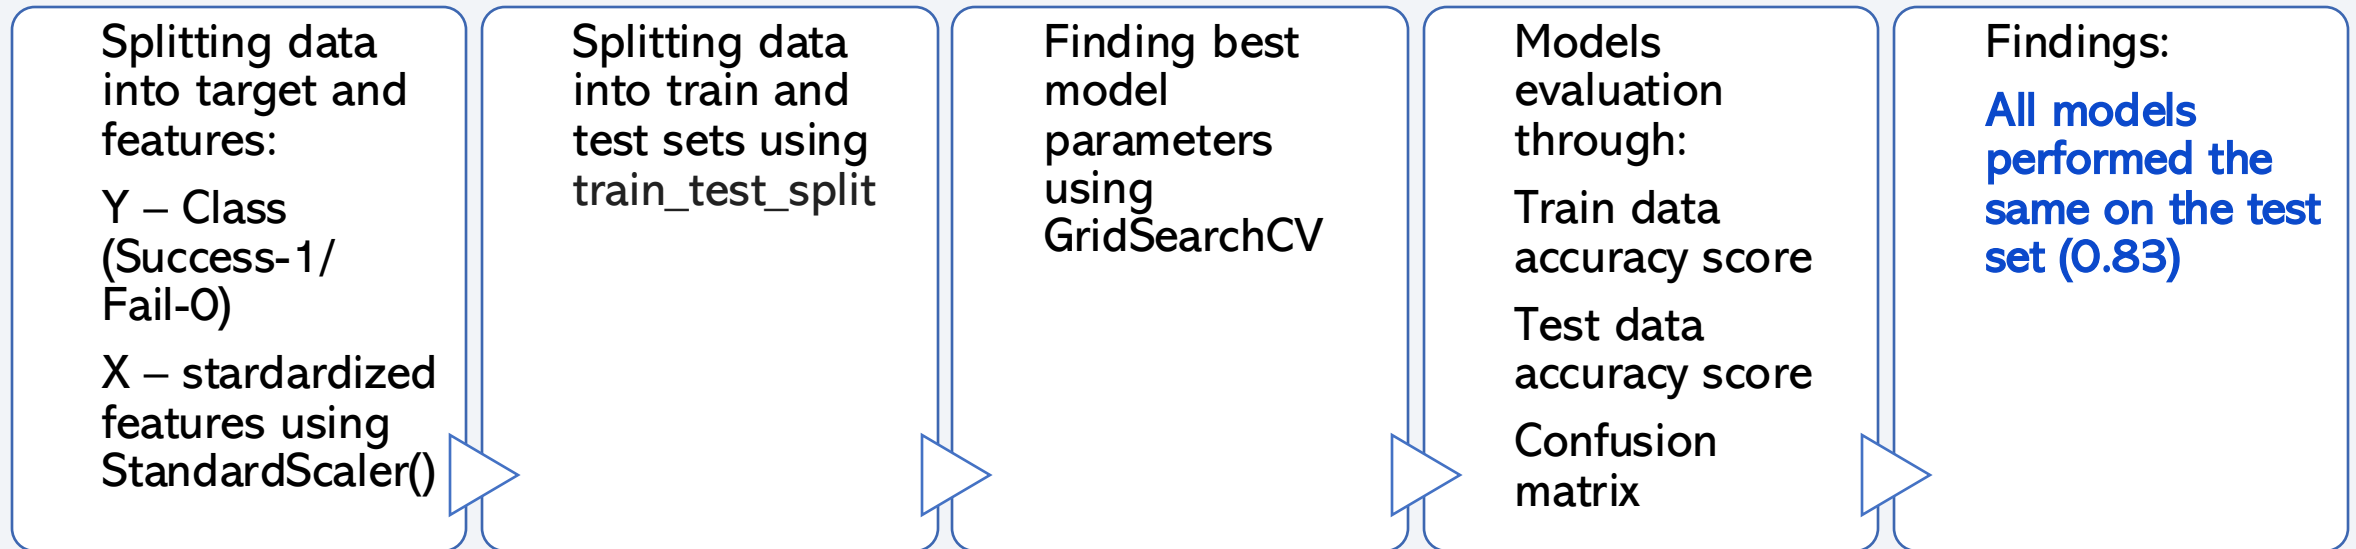 Splitting data
into target and
features:
Y – Class
(Success-1/
Fail-0)
X – stardardized
features using
StandardScaler()
Splitting data
into train and
test sets using
train_test_split
Finding best
model
parameters
using
GridSearchCV
Models
evaluation
through:
Train data
accuracy score
Test data
accuracy score
Confusion
matrix
Findings:
All models
performed the
same on the test
set (0.83)